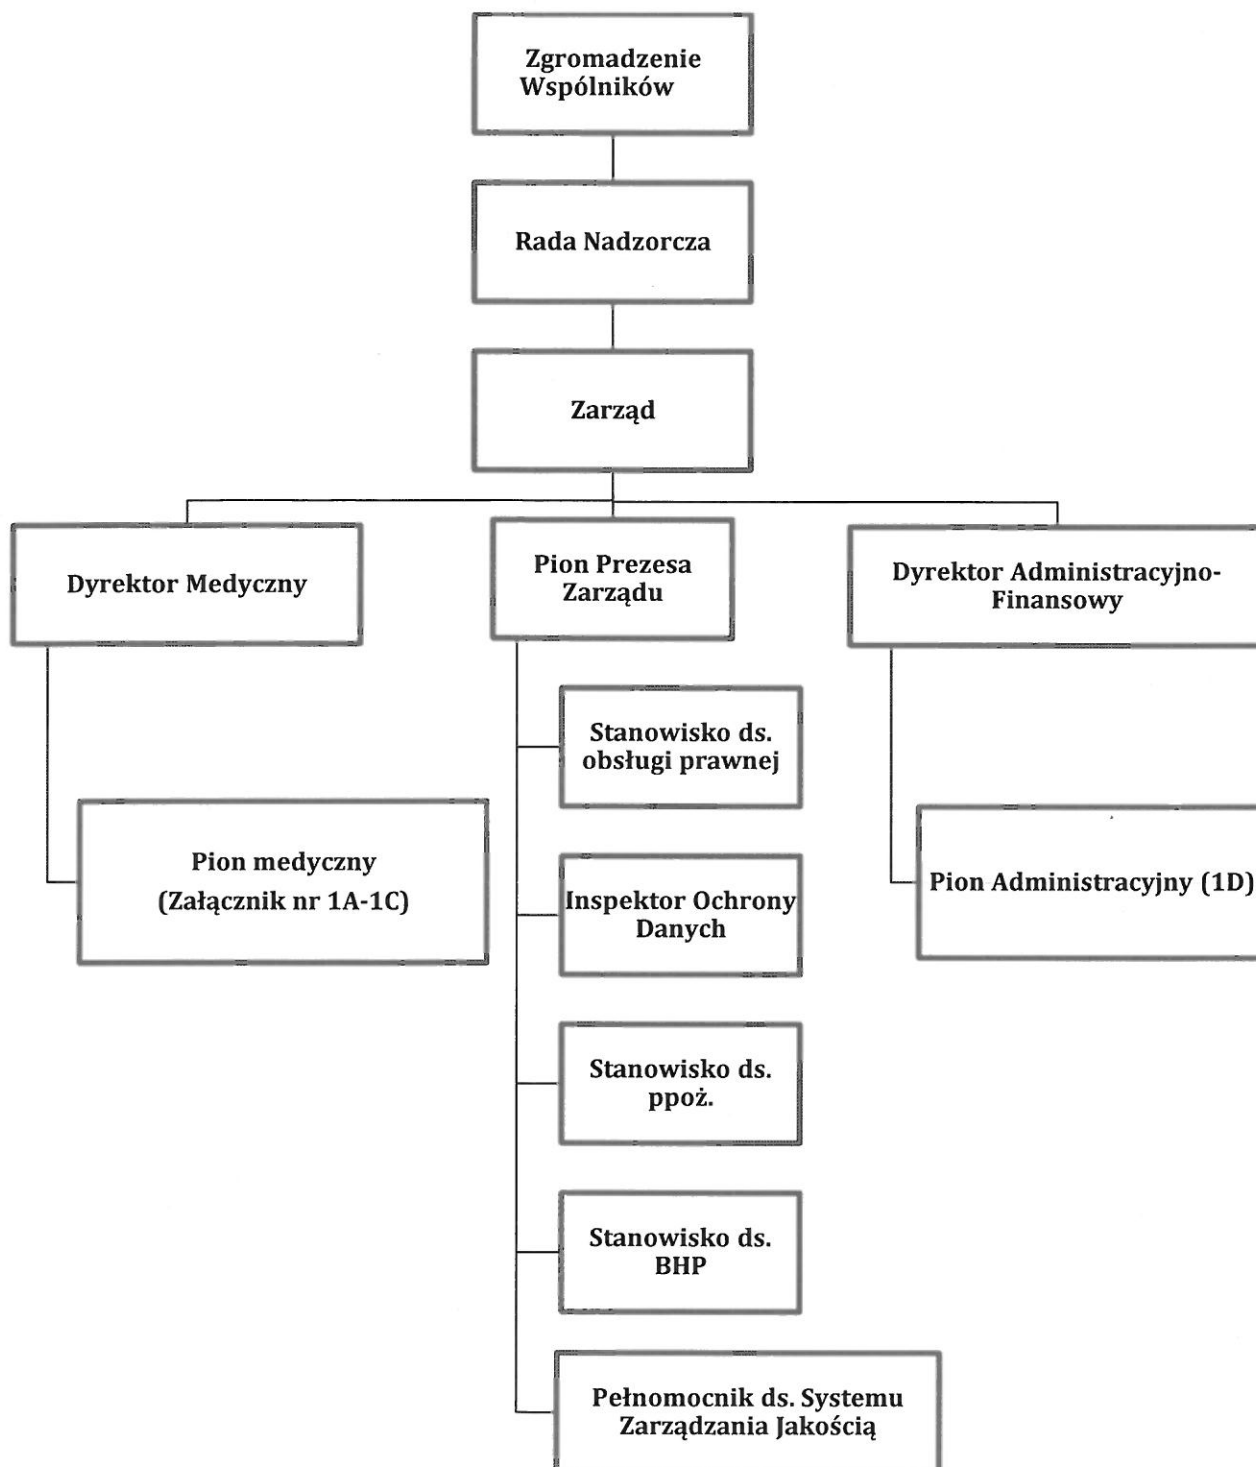 Zgromadzenie
Wspólników
Rada Nadzorcza
Zarząd
Dyrektor Medyczny
Pion Prezesa
Zarządu
Dyrektor Administracyjno-
Finansowy
Stanowisko ds.
obsługi prawnej
Pion medyczny
(Załącznik nr 1A-1C)
Pion Administracyjny (1D)
Inspektor Ochrony
Danych
Stanowisko ds.
ppoż.
Stanowisko ds.
BHP
Pełnomocnik ds. Systemu
Zarządzania Jakością